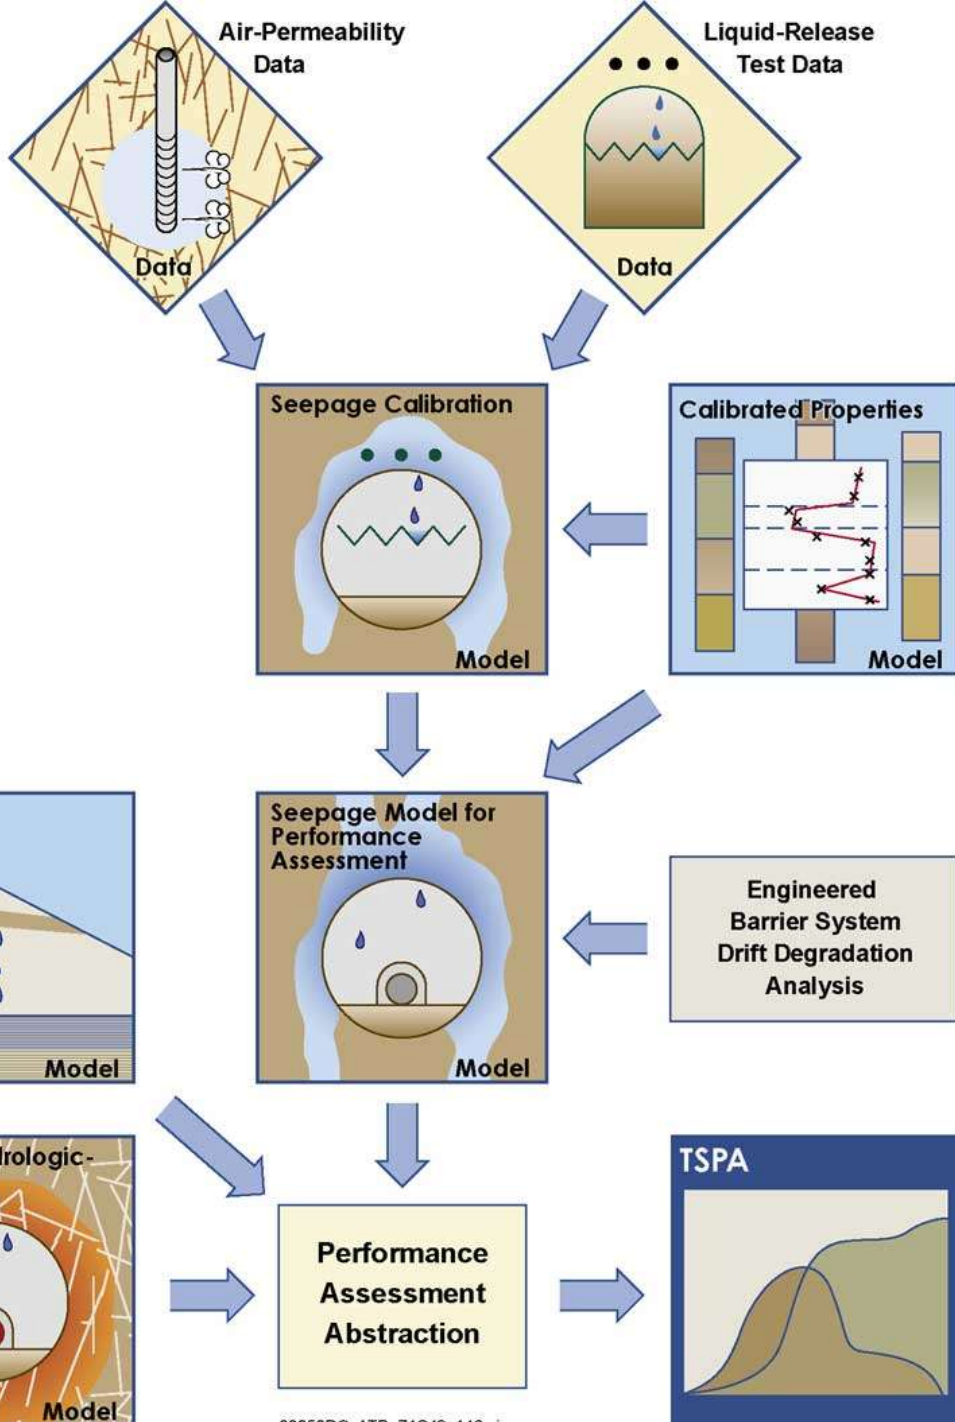 Air-Permeability
Data
Data
Liquid-Release
Test Data
Data
Seepage Calibration
Model
Calibrated Properties
Model
Seepage Model for
Performance
Assessment
Model
Engineered
Barrier System
Drift Degradation
Analysis
Model
Model
Performance
Assessment
Abstraction
TSPA